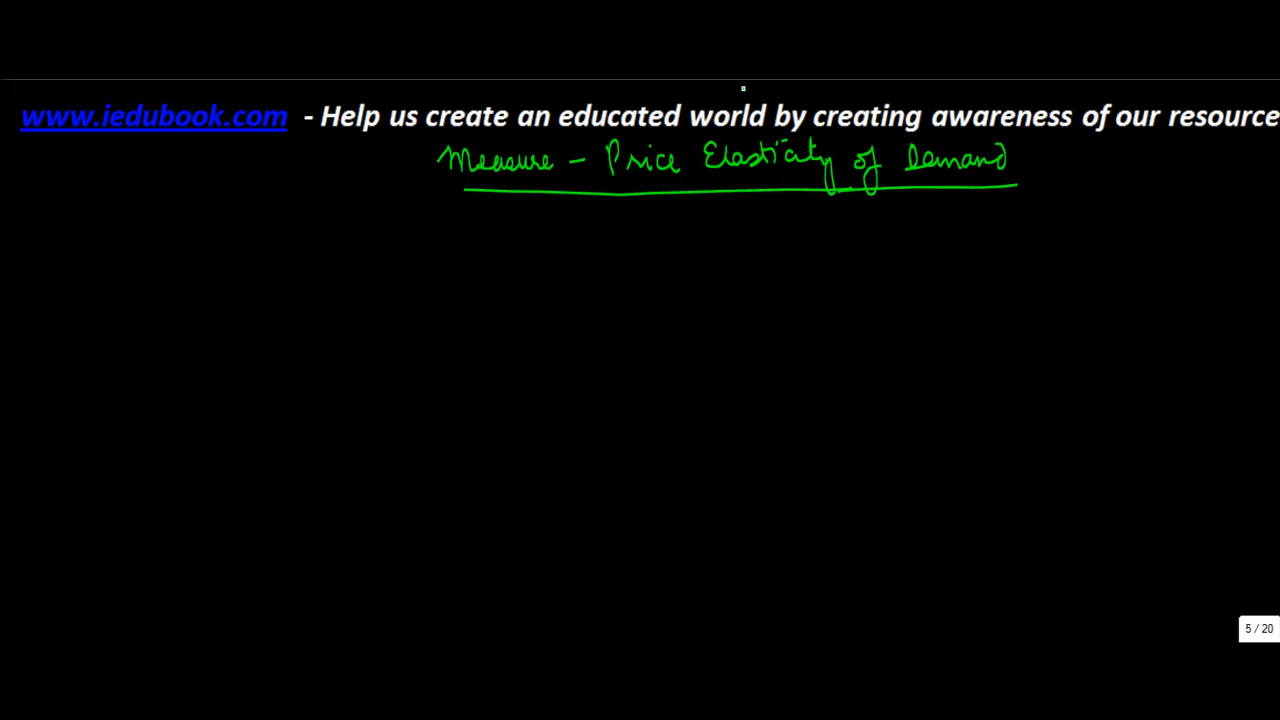 www.iedubook.com - Help us create an educated world by creating awareness of our resource
Measure - Price Elasticity of Demand
5 / 20